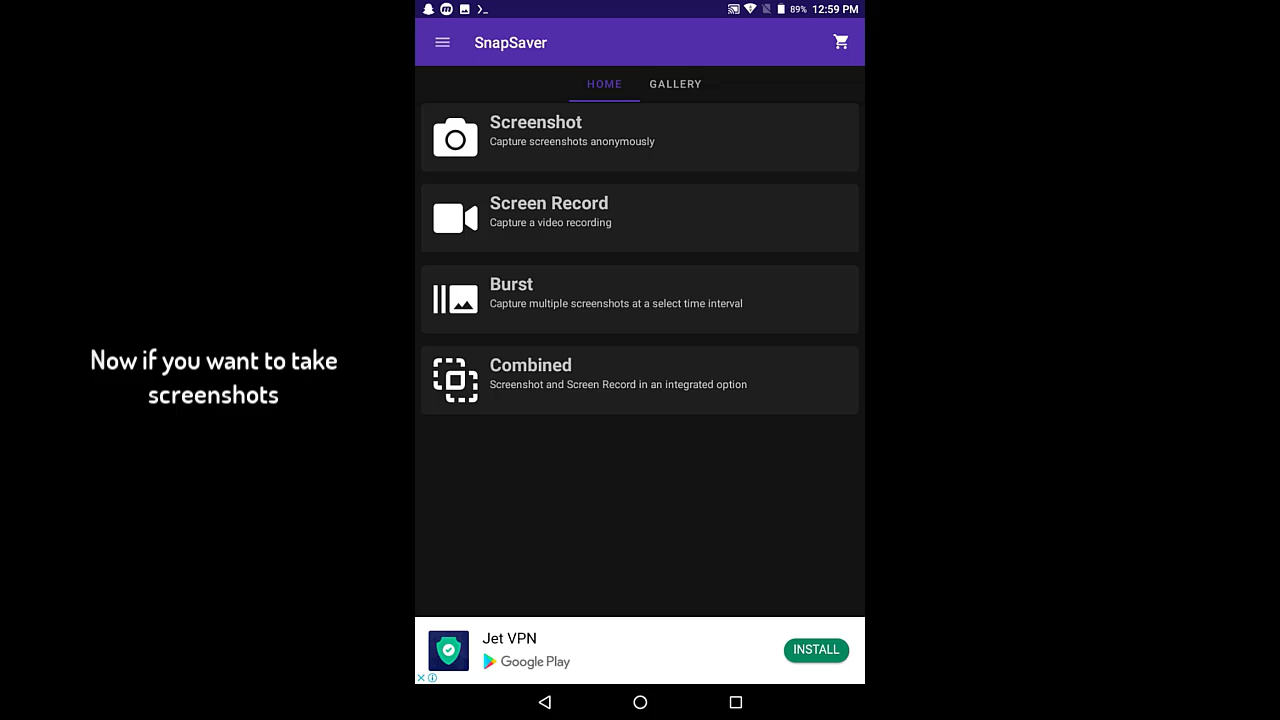 89% 12:59 PM
SnapSaver
HOME GALLERY
Screenshot
Capture screenshots anonymously
Screen Record
Capture a video recording
Burst
Capture multiple screenshots at a select time interval
Combined
Screenshot and Screen Record in an integrated option
Now if you want to take
screenshots
Jet VPN
Google Play
INSTALL